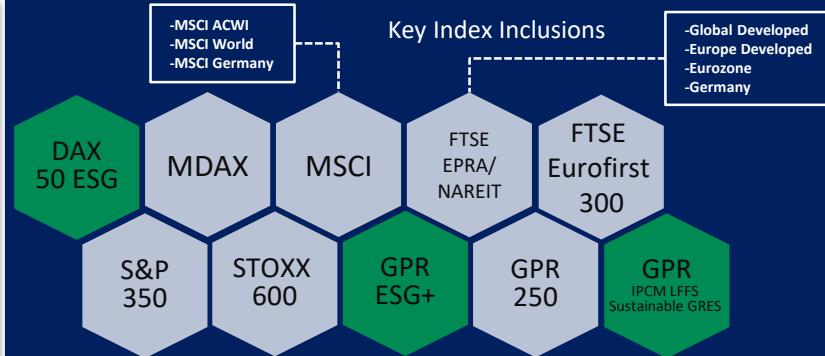 Key Index Inclusions
-MSCI ACWI
-MSCI World
-MSCI Germany
-Global Developed
-Europe Developed
-Eurozone
-Germany
DAX
50 ESG
MDAX
MSCI
FTSE
EPRA/
NAREIT
FTSE
Eurofirst
300
S&P
350
STOXX
600
GPR
ESG+
GPR
250
GPR
IPCM LFFS
Sustainable GRES